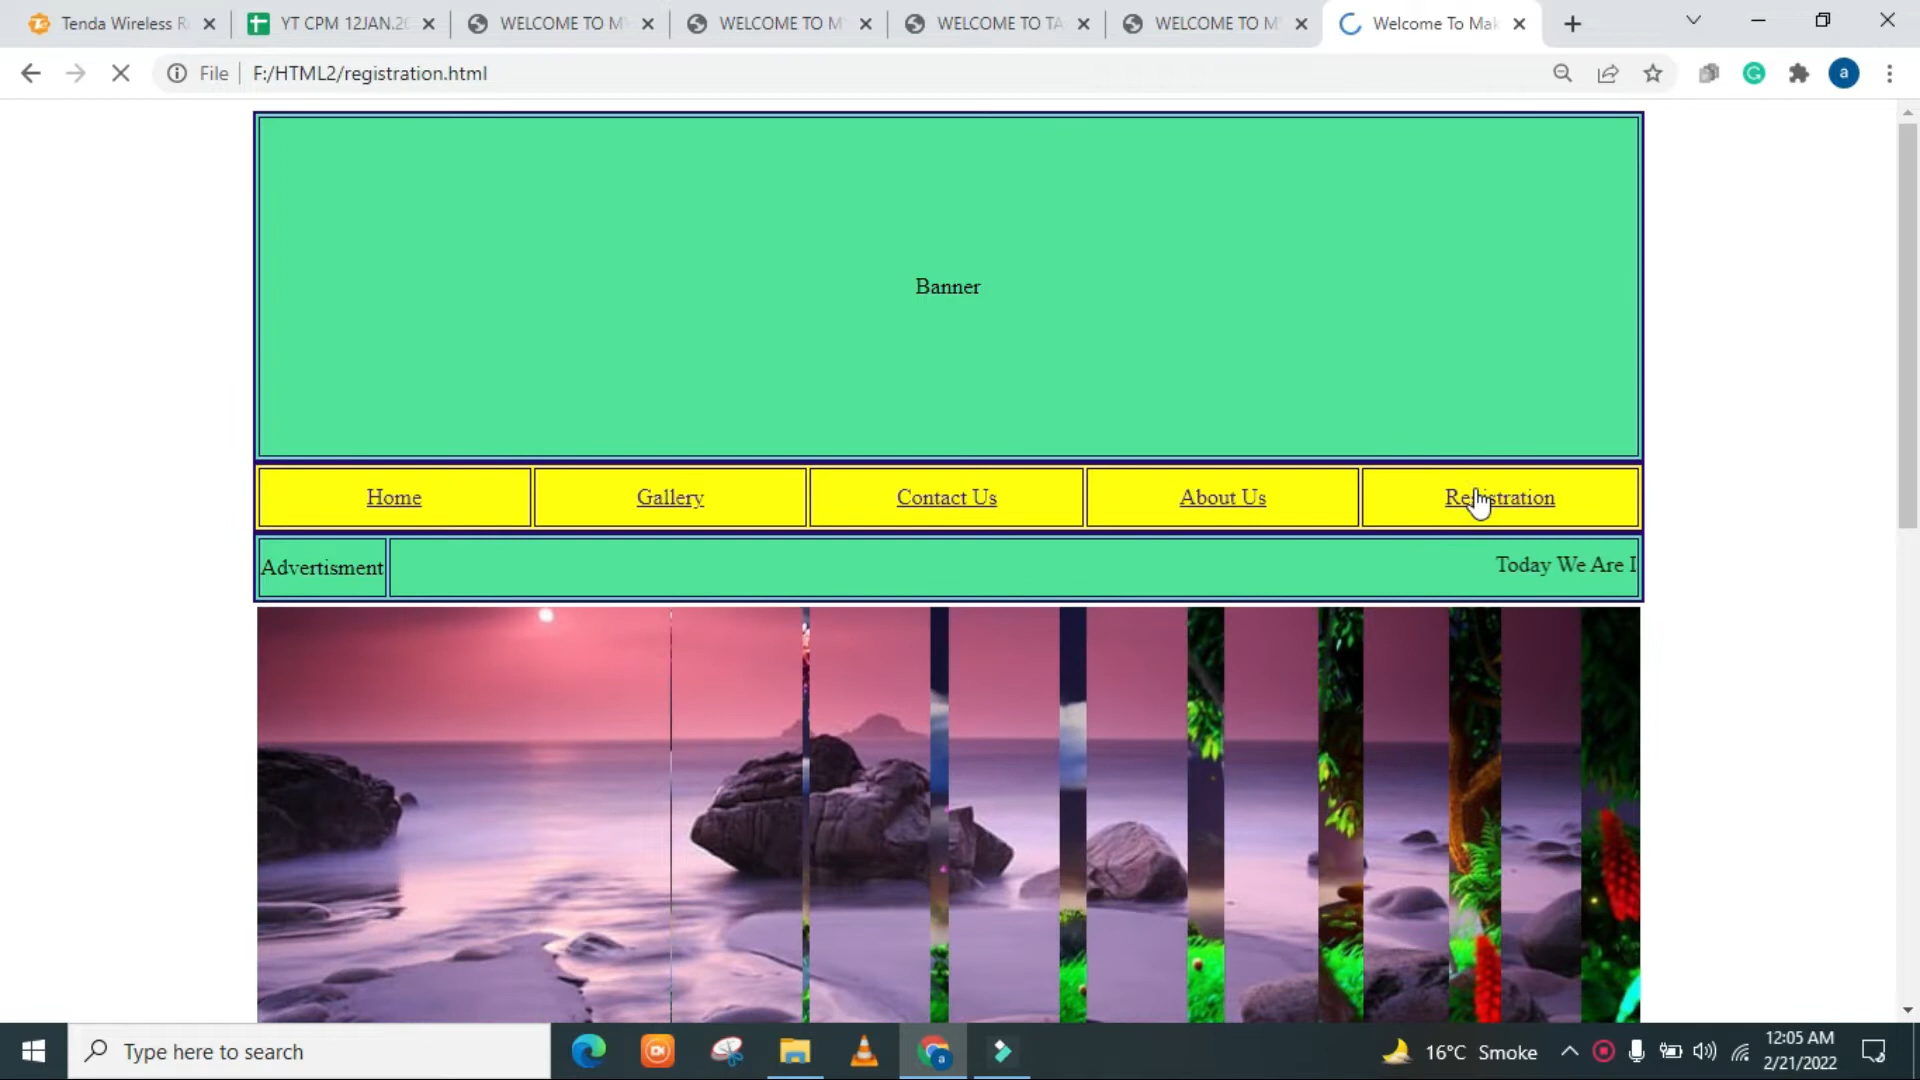 Tenda Wireless R
YT CPM 12JAN.20
WELCOME TO M
WELCOME TO M
WELCOME TO TA
WELCOME TO M
Welcome To Mak
File
F:/HTML2/registration.html
a
Banner
Home
Gallery
Contact Us
About Us
Registration
Advertisment
Today We Are I
Type here to search
a
16°C Smoke
12:05 AM
2/21/2022